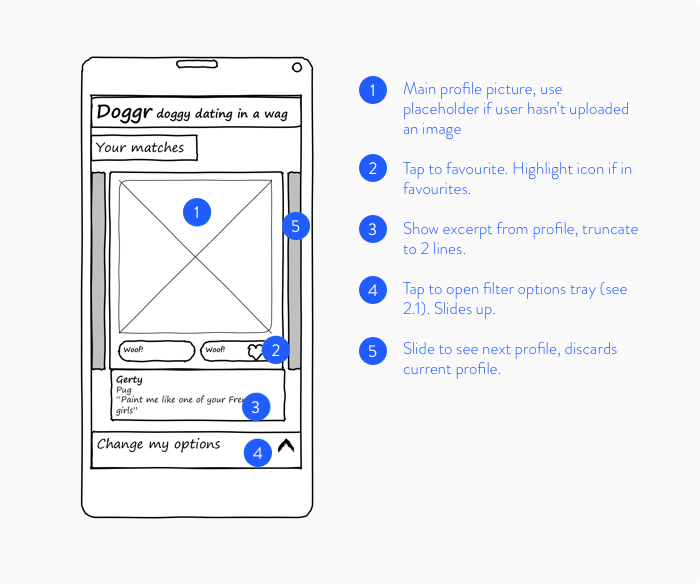 Doggr doggy dating in a wag
Your matches
1
5
Woof!
Woof!
2
Gerty
Pug
"Paint me like one of your
girls"
3
Change my options
4
1
Main profile picture, use
placeholder if user hasn't uploaded
an image
2
Tap to favourite. Highlight icon if in
favourites.
3
Show excerpt from profile, truncate
to 2 lines.
4
Tap to open filter options tray (see
2.1). Slides up.
5
Slide to see next profile, discards
current profile.